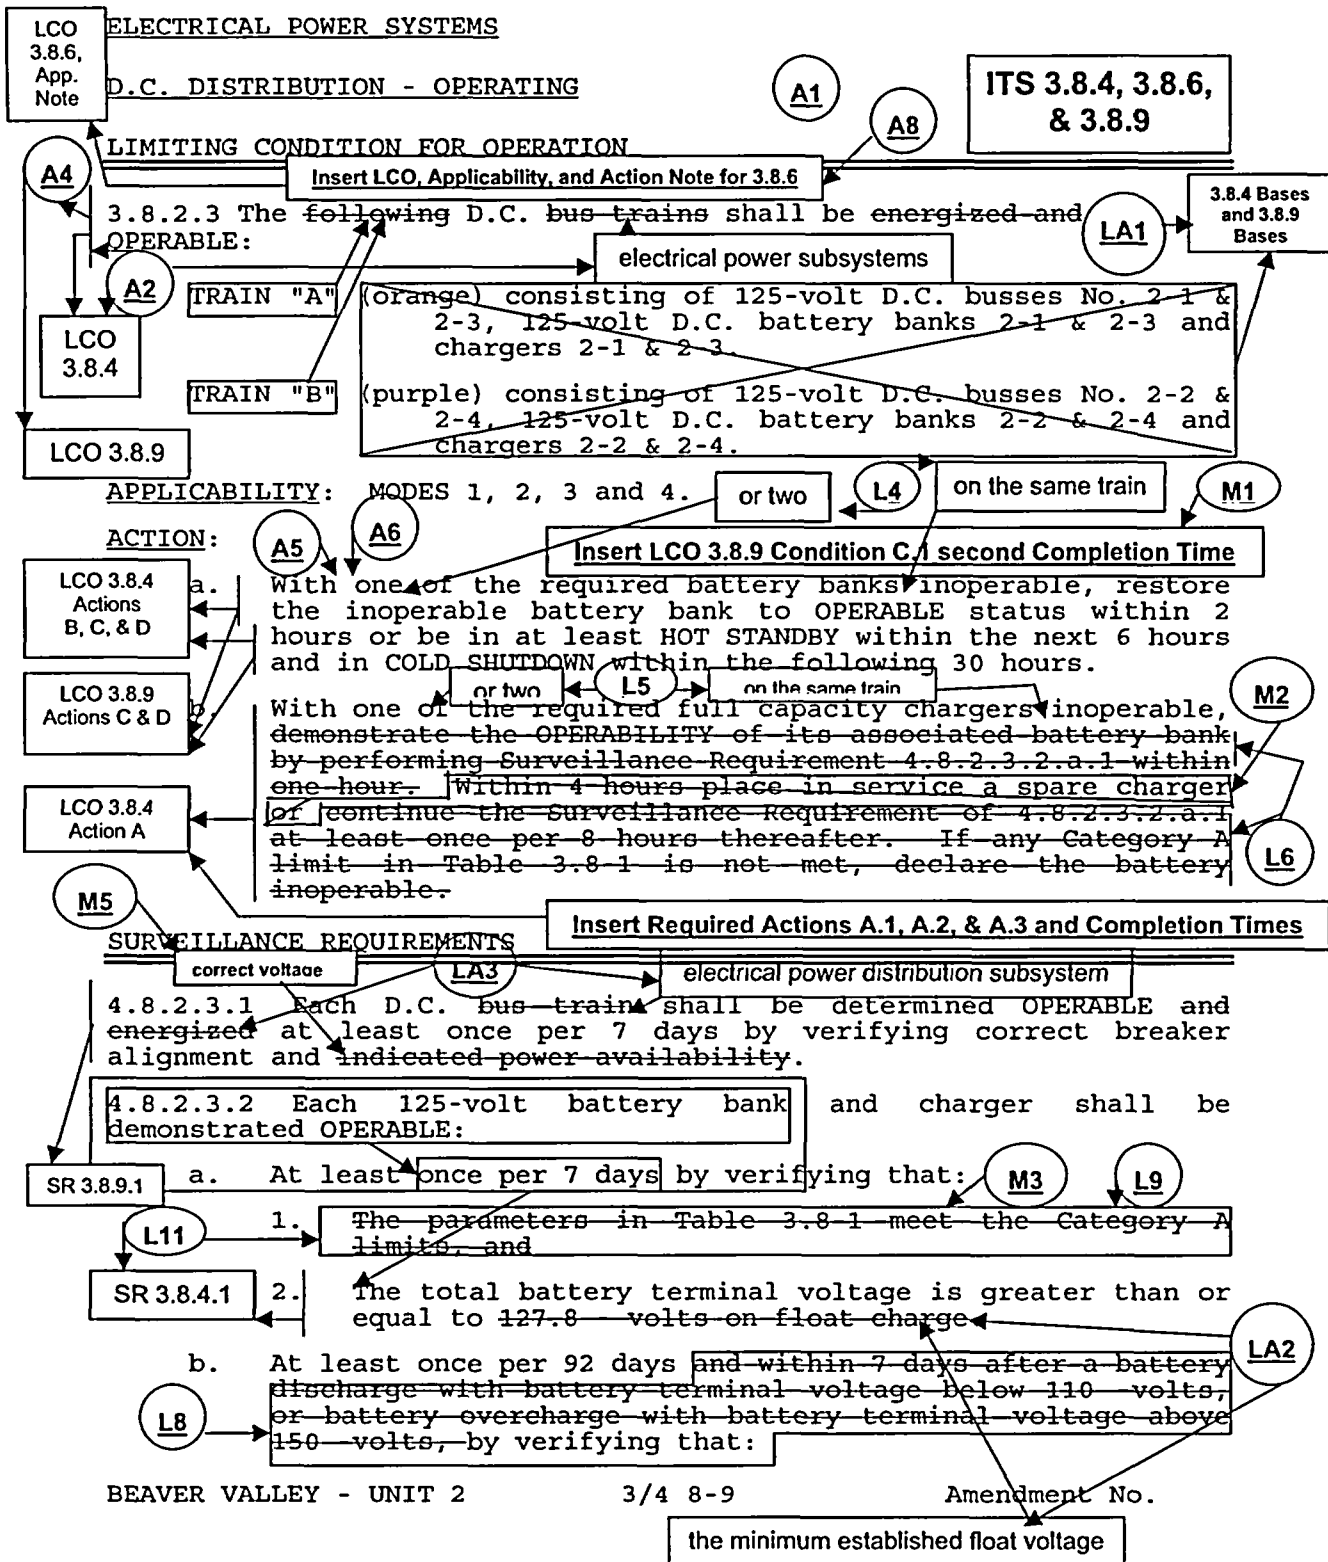 LCO
3.8.6,
App.
Note
ELECTRICAL POWER SYSTEMS
D.C. DISTRIBUTION - OPERATING
A1
ITS 3.8.4, 3.8.6,
& 3.8.9
A8
LIMITING CONDITION FOR OPERATION
A4
Insert LCO, Applicability, and Action Note for 3.8.6
3.8.2.3 The following D.C. bus trains shall be energized and
OPERABLE:
LA1
3.8.4 Bases
and 3.8.9
Bases
electrical power subsystems
A2
LCO
3.8.4
TRAIN "A" (orange) consisting of 125-volt D.C. busses No. 2-1 &
2-3, 125-volt D.C. battery banks 2-1 & 2-3 and
chargers 2-1 & 2-3.
TRAIN "B" (purple) consisting of 125-volt D.C. busses No. 2-2 &
2-4, 125-volt D.C. battery banks 2-2 & 2-4 and
chargers 2-2 & 2-4.
LCO 3.8.9
APPLICABILITY: MODES 1, 2, 3 and 4.
or two
L4
on the same train
M1
ACTION:
A5
A6
Insert LCO 3.8.9 Condition C.1 second Completion Time
LCO 3.8.4
Actions
B, C, & D
a. With one of the required battery banks inoperable, restore
the inoperable battery bank to OPERABLE status within 2
hours or be in at least HOT STANDBY within the next 6 hours
and in COLD SHUTDOWN within the following 30 hours.
LCO 3.8.9
Actions C & D
or two
L5
on the same train
M2
b. With one of the required full capacity chargers inoperable,
demonstrate the OPERABILITY of its associated battery bank
by performing Surveillance Requirement 4.8.2.3.2.a.1 within
one hour. Within 4 hours place in service a spare charger
or continue the Surveillance Requirement of 4.8.2.3.2.a.1
at least once per 8 hours thereafter. If any Category A
limit in Table 3.8-1 is not met, declare the battery
inoperable.
LCO 3.8.4
Action A
L6
M5
Insert Required Actions A.1, A.2, & A.3 and Completion Times
SURVEILLANCE REQUIREMENTS
correct voltage
LA3
electrical power distribution subsystem
4.8.2.3.1 Each D.C. bus train shall be determined OPERABLE and
energized at least once per 7 days by verifying correct breaker
alignment and indicated power availability.
4.8.2.3.2 Each 125-volt battery bank and charger shall be
demonstrated OPERABLE:
SR 3.8.9.1
a. At least once per 7 days by verifying that:
M3
L9
L11
1. The parameters in Table 3.8-1 meet the Category A
limits, and
SR 3.8.4.1
2. The total battery terminal voltage is greater than or
equal to 127.8 volts on float charge
LA2
b. At least once per 92 days and within 7 days after a battery
discharge with battery terminal voltage below 110 volts,
or battery overcharge with battery terminal voltage above
150 volts, by verifying that:
L8
BEAVER VALLEY - UNIT 2 3/4 8-9 Amendment No.
the minimum established float voltage